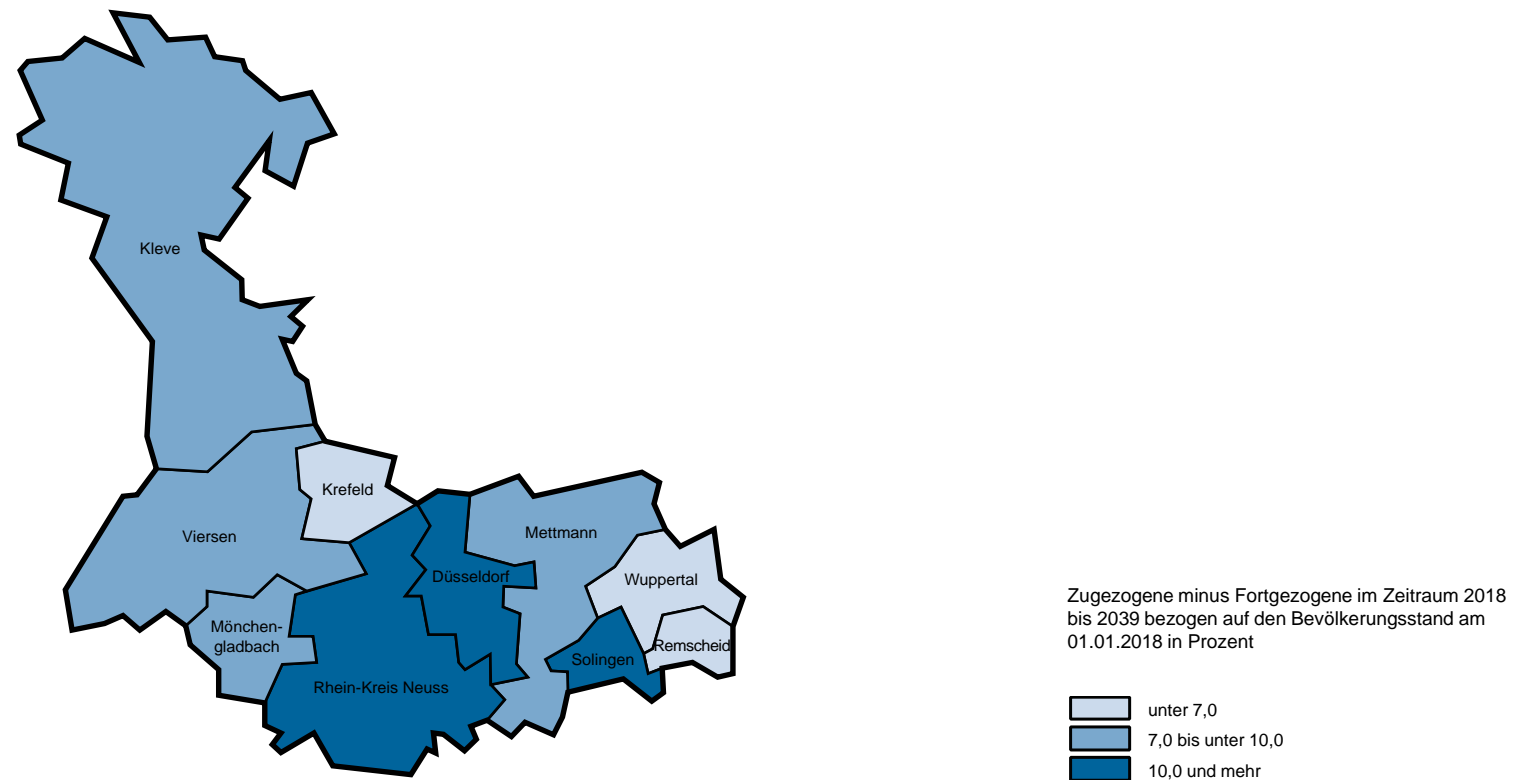 Kleve
Krefeld
Viersen
Mettmann
Düsseldorf
Wuppertal
Mönchen-
gladbach
Remscheid
Solingen
Rhein-Kreis Neuss
Zugezogene minus Fortgezogene im Zeitraum 2018
bis 2039 bezogen auf den Bevölkerungsstand am
01.01.2018 in Prozent
unter 7,0
7,0 bis unter 10,0
10,0 und mehr